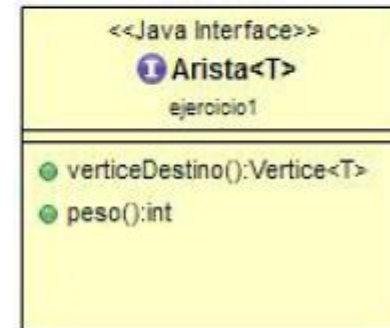 <<Java Interface>>
Arista<T>
ejercicio1
verticeDestino():Vertice<T>
peso():int